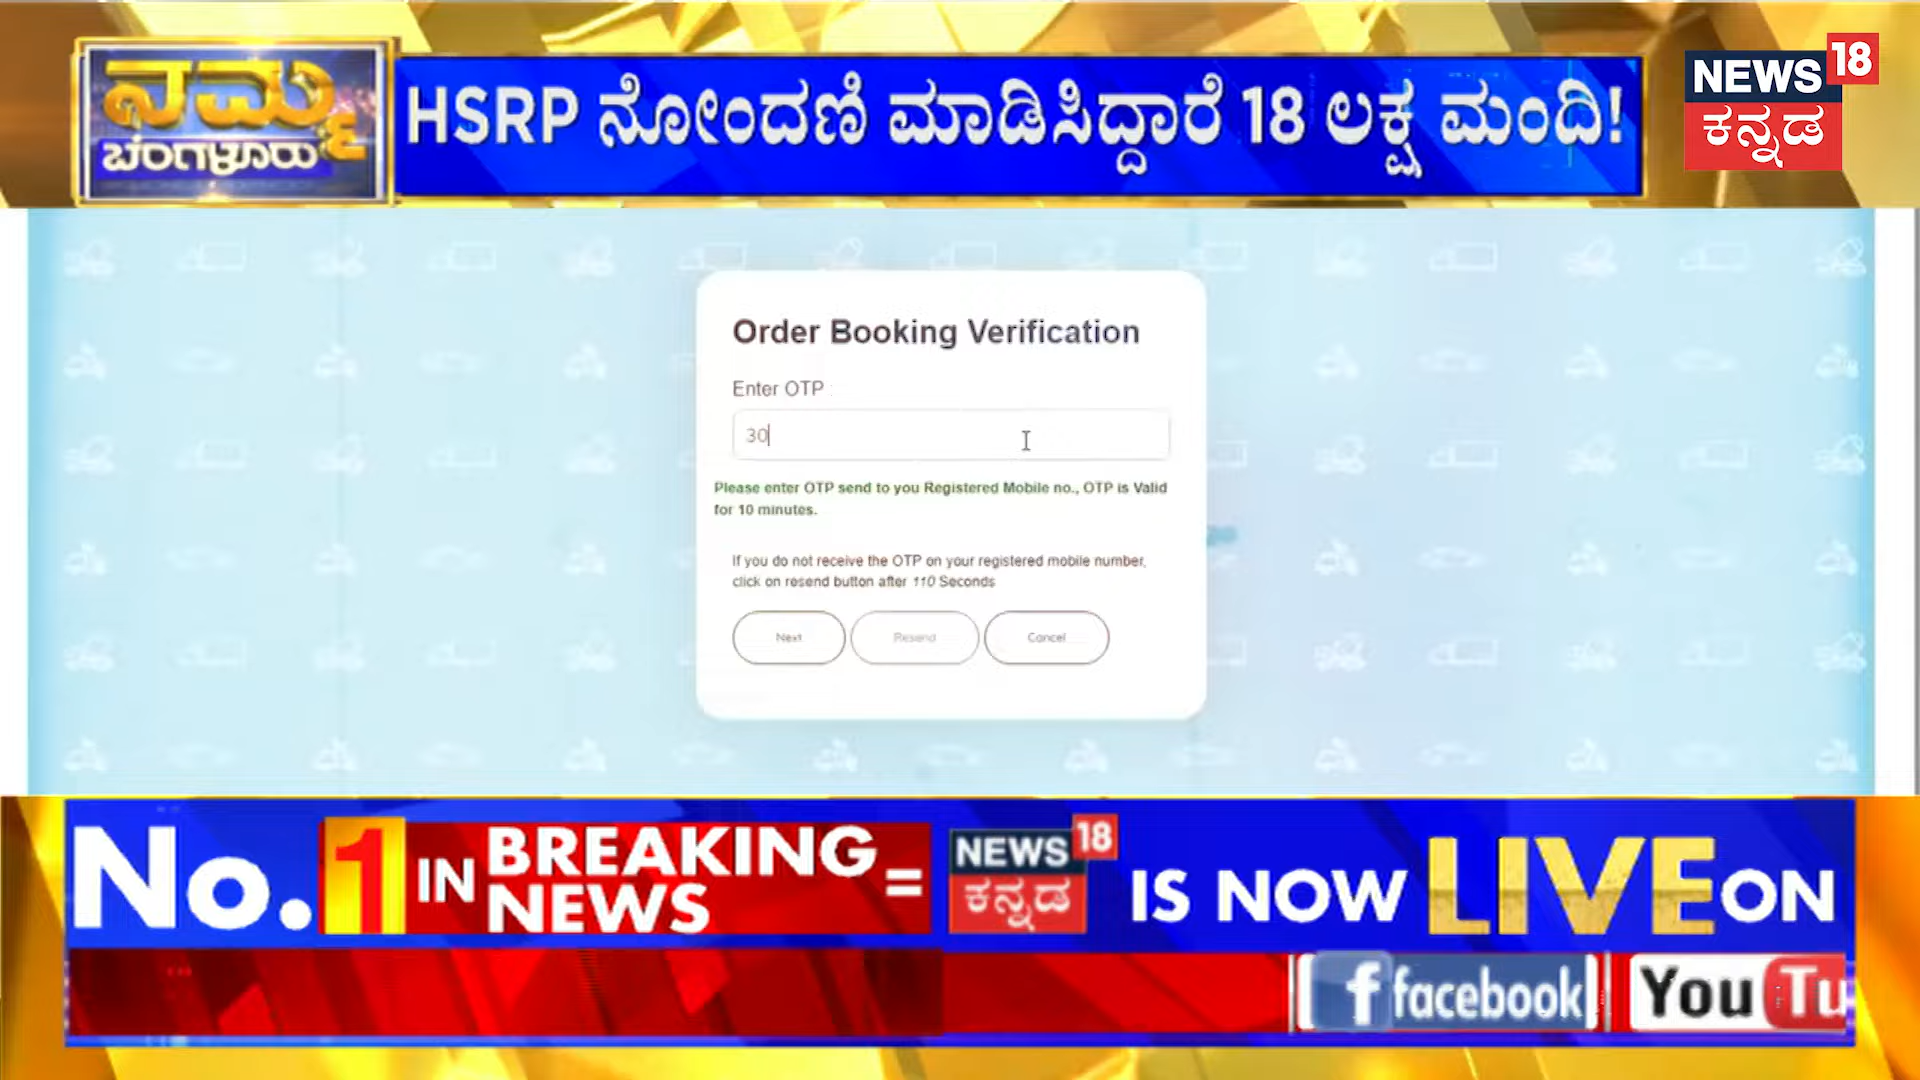 ನಮ್ಮ
ಬೆಂಗಳೂರು
HSRP ನೋಂದಣಿ ಮಾಡಿಸಿದ್ದಾರೆ 18 ಲಕ್ಷ ಮಂದಿ!
NEWS 18
ಕನ್ನಡ
Order Booking Verification
Enter OTP :
30
Please enter OTP send to you Registered Mobile no., OTP is Valid
for 10 minutes.
If you do not receive the OTP on your registered mobile number,
click on resend button after 110 Seconds
Next Resend Cancel
No.1 IN BREAKING NEWS = NEWS 18 ಕನ್ನಡ IS NOW LIVE ON
facebook YouTu